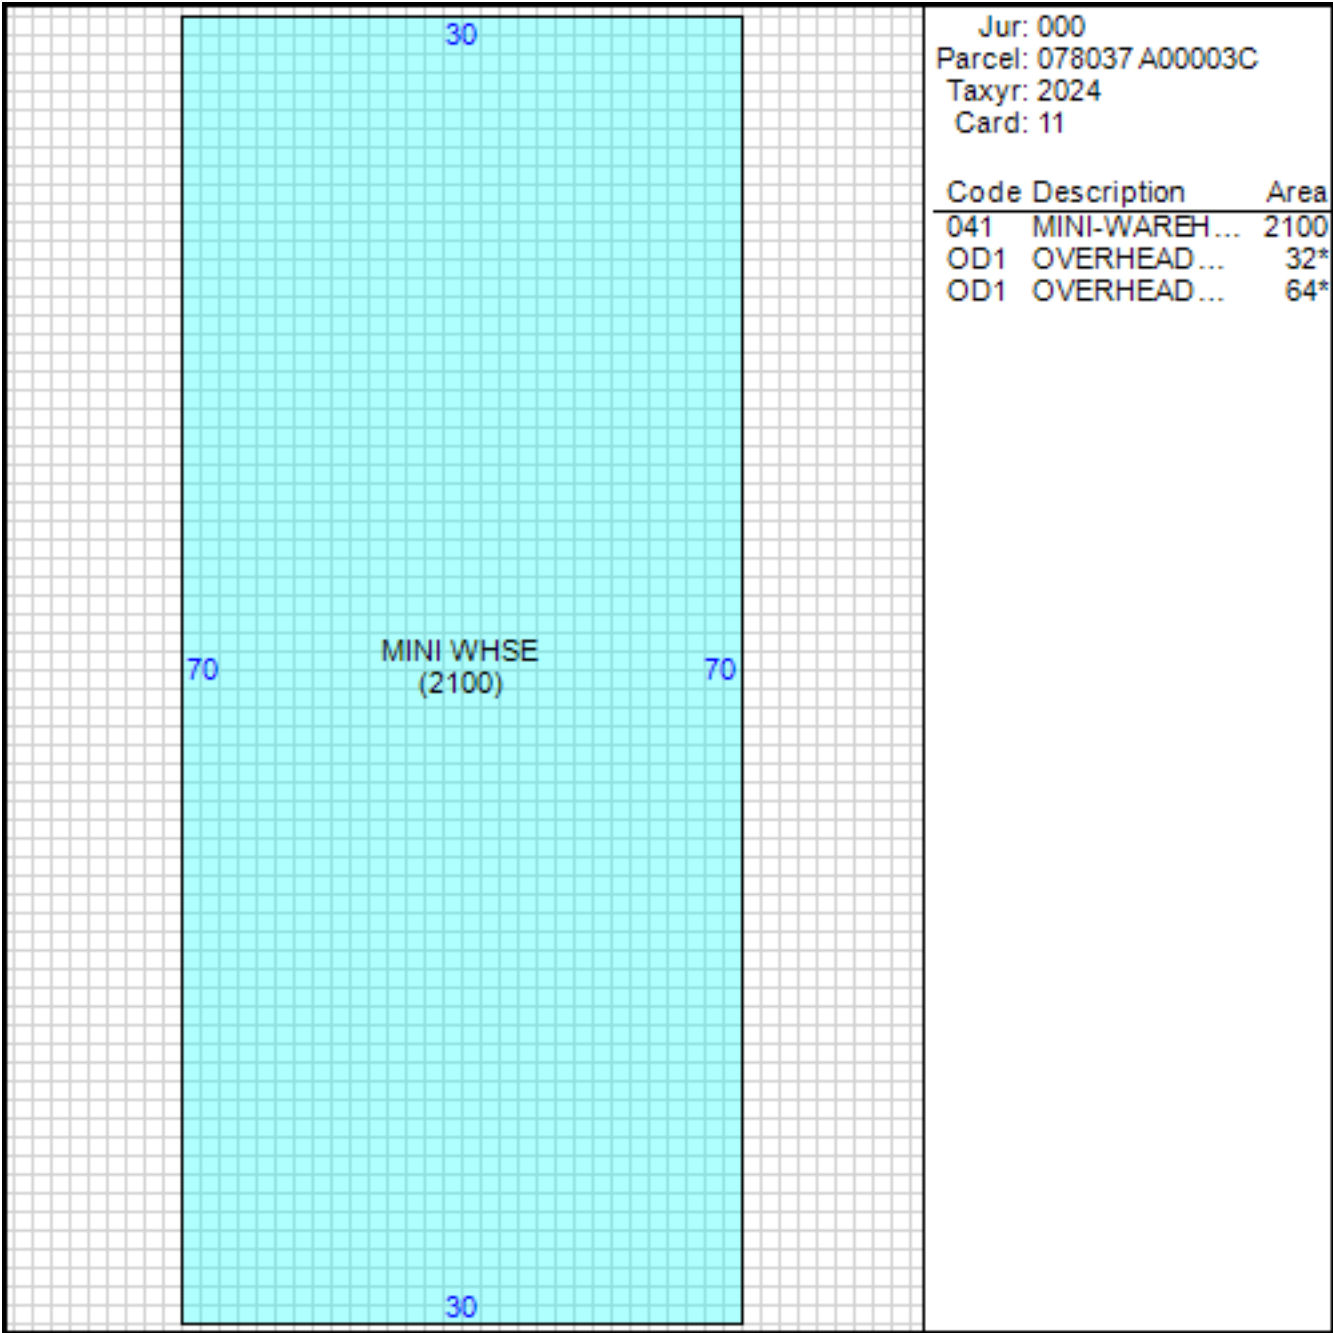 30
70
MINI WHSE
(2100)
70
30
Jur: 000
Parcel: 078037 A00003C
Taxyr: 2024
Card: 11
Code Description Area
041 MINI-WAREH... 2100
OD1 OVERHEAD... 32*
OD1 OVERHEAD... 64*